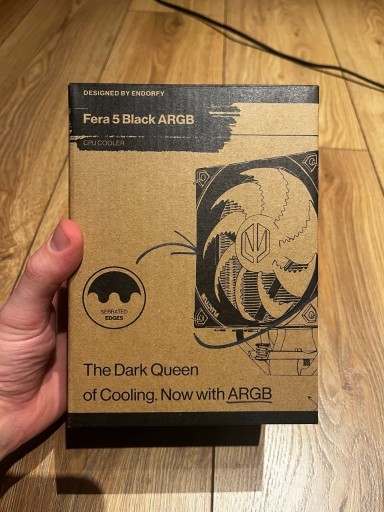 DESIGNED BY ENDORFY
Fera 5 Black ARGB
CPU COOLER
SERRATED
EDGES
The Dark Queen
of Cooling. Now with ARGB